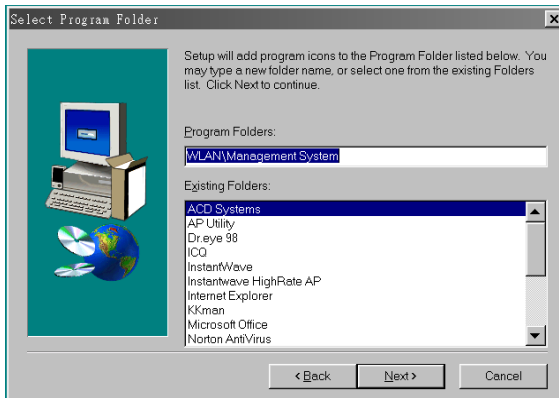 Select Program Folder
Setup will add program icons to the Program Folder listed below. You
may type a new folder name, or select one from the existing Folders
list. Click Next to continue.
Program Folders:
WLAN\Management System
Existing Folders:
ACD Systems
AP Utility
Dr.eye 98
ICQ
InstantWave
Instantwave HighRate AP
Internet Explorer
KKman
Microsoft Office
Norton AntiVirus
< Back
Next >
Cancel